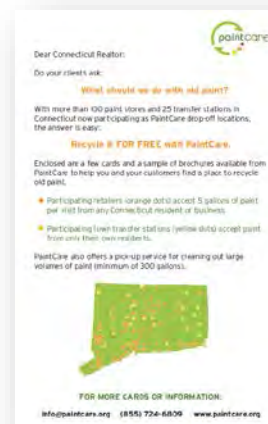 paintcare
Dear Connecticut Realtor:
Do your clients ask:
What should we do with old paint?
With more than 100 paint stores and 25 transfer stations in
Connecticut now participating as PaintCare drop-off locations,
the answer is easy:
Recycle it FOR FREE with PaintCare.
Enclosed are a few cards and a sample of brochures available from
PaintCare to help you and your customers find a place to recycle
old paint.
Participating retailers (orange dots) accept 5 gallons of paint
per visit from any Connecticut resident or business
Participating town transfer stations (yellow dots) accept paint
from only their own residents.
PaintCare also offers a pick-up service for cleaning out large
volumes of paint (minimum of 300 gallons).
FOR MORE CARDS OR INFORMATION:
info@paintcare.org (855) 724-6809 www.paintcare.org